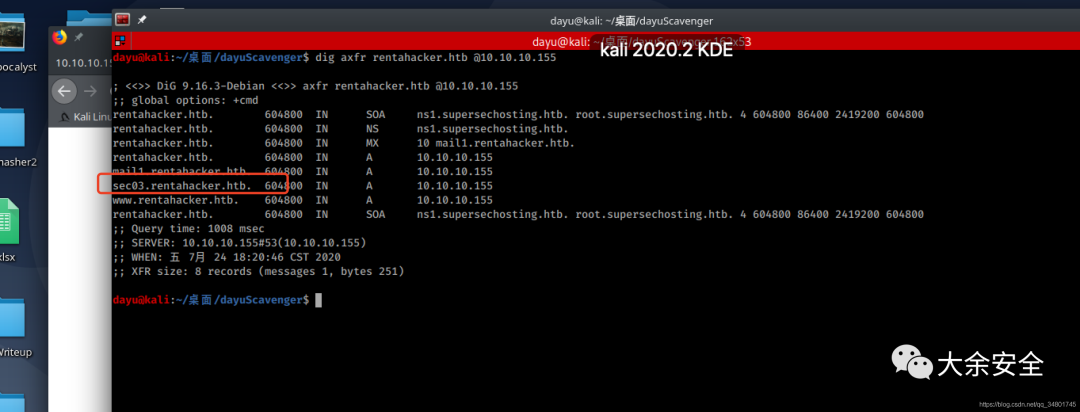 dayu@kali: ~/桌面/dayuScavenger
dayu@kali: ~/桌面/dayuScavenger 162x53
kali 2020.2 KDE
pocalyst
10.10.10.15
Kali Linu
nasher2
xlsx
Writeup
dayu@kali:~/桌面/dayuScavenger$ dig axfr rentahacker.htb @10.10.10.155
; <<>> DiG 9.16.3-Debian <<>> axfr rentahacker.htb @10.10.10.155
;; global options: +cmd
rentahacker.htb. 604800 IN SOA ns1.supersechosting.htb. root.supersechosting.htb. 4 604800 86400 2419200 604800
rentahacker.htb. 604800 IN NS ns1.supersechosting.htb.
rentahacker.htb. 604800 IN MX 10 mail1.rentahacker.htb.
rentahacker.htb. 604800 IN A 10.10.10.155
mail1.rentahacker.htb. 604800 IN A 10.10.10.155
sec03.rentahacker.htb. 604800 IN A 10.10.10.155
www.rentahacker.htb. 604800 IN A 10.10.10.155
rentahacker.htb. 604800 IN SOA ns1.supersechosting.htb. root.supersechosting.htb. 4 604800 86400 2419200 604800
;; Query time: 1008 msec
;; SERVER: 10.10.10.155#53(10.10.10.155)
;; WHEN: 五 7月 24 18:20:46 CST 2020
;; XFR size: 8 records (messages 1, bytes 251)
dayu@kali:~/桌面/dayuScavenger$
大余安全
https://blog.csdn.net/qq_34801745